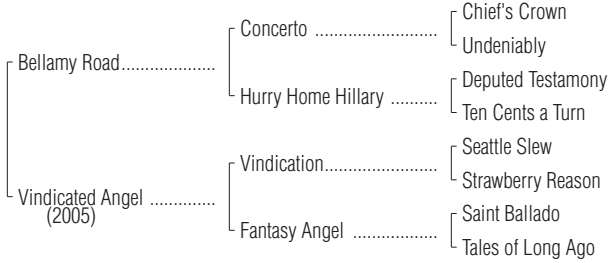 Chief's Crown
Concerto ......................
Undeniably
Bellamy Road....................
Deputed Testamony
Hurry Home Hillary ..........
Ten Cents a Turn
Seattle Slew
Vindication.......................
Strawberry Reason
Vindicated Angel ..............
(2005)
Saint Ballado
Fantasy Angel ..................
Tales of Long Ago